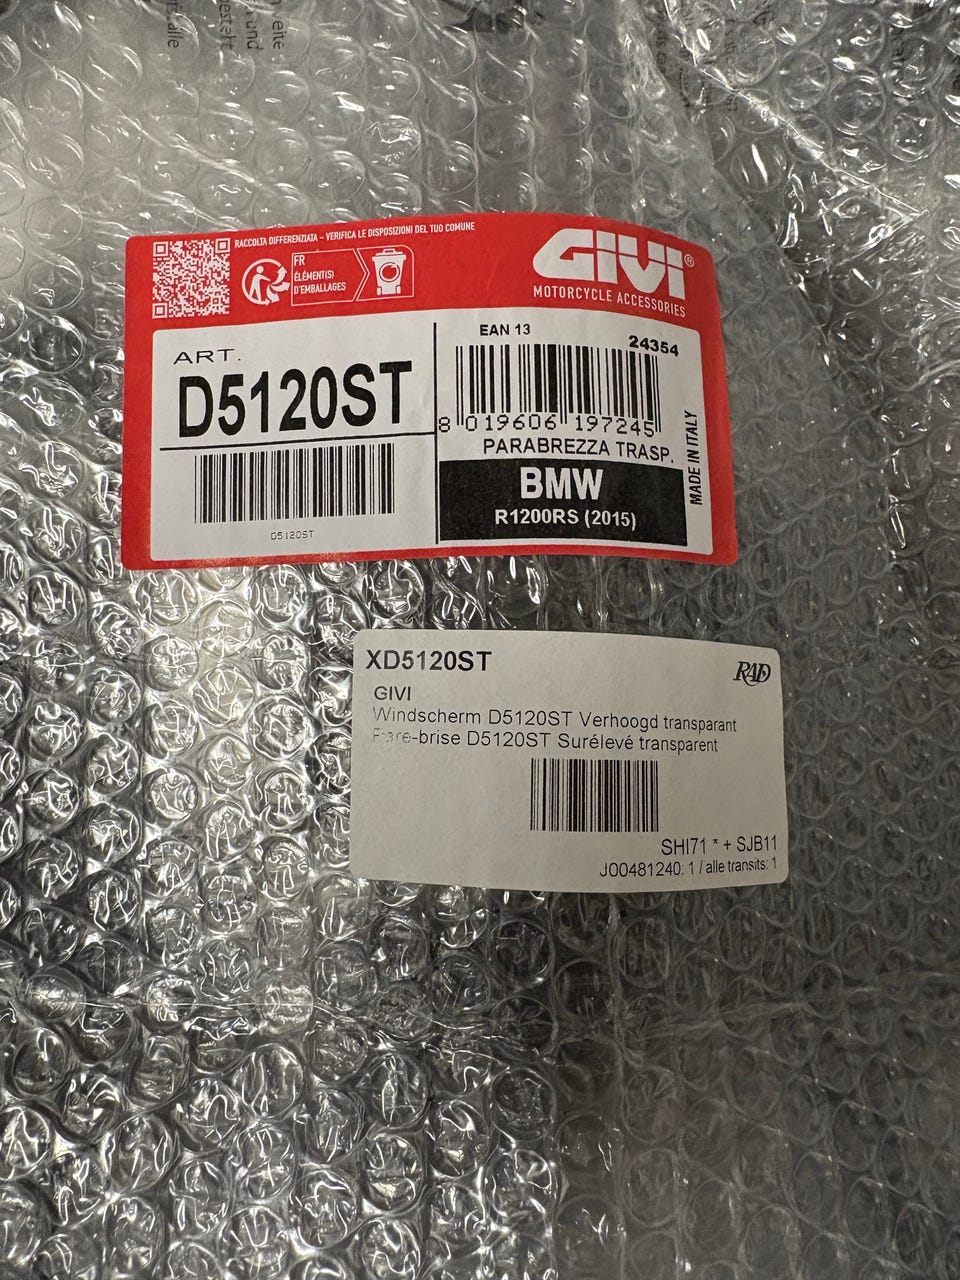 RACCOLTA DIFFERENZIATA – VERIFICA LE DISPOSIZIONI DEL TUO COMUNE
FR
ÉLÉMENT(S)
D'EMBALLAGES
GIVI®
MOTORCYCLE ACCESSORIES
ART.
D5120ST
D5120ST
EAN 13
24354
8 019606 197245
PARABREZZA TRASP.
BMW
R1200RS (2015)
MADE IN ITALY
XD5120ST
RAD
GIVI
Windscherm D5120ST Verhoogd transparant
-brise D5120ST Surélevé transparent
SHI71 * + SJB11
J00481240: 1 / alle transits: 1